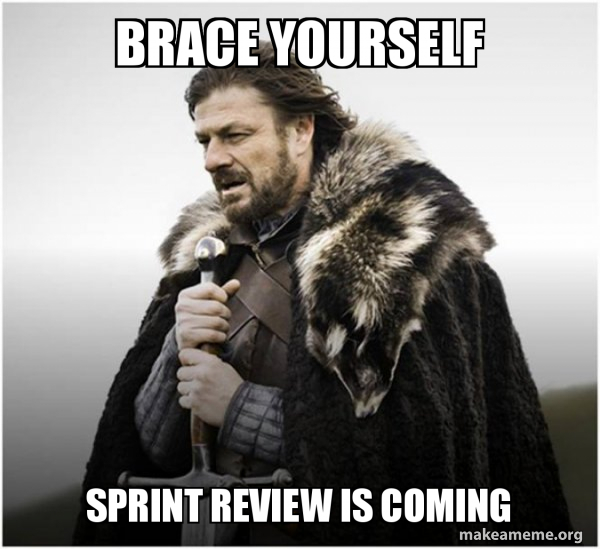 BRACE YOURSELF
SPRINT REVIEW IS COMING
makeameme.org